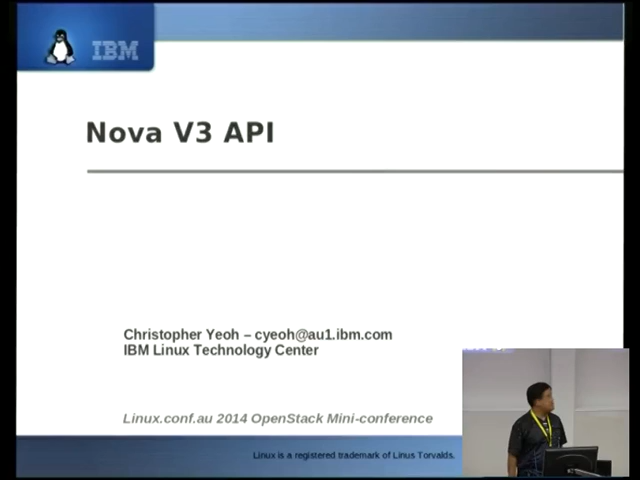 IBM
Nova V3 API
Christopher Yeoh – cyeoh@au1.ibm.com
IBM Linux Technology Center
Linux.conf.au 2014 OpenStack Mini-conference
Linux is a registered trademark of Linus Torvalds.